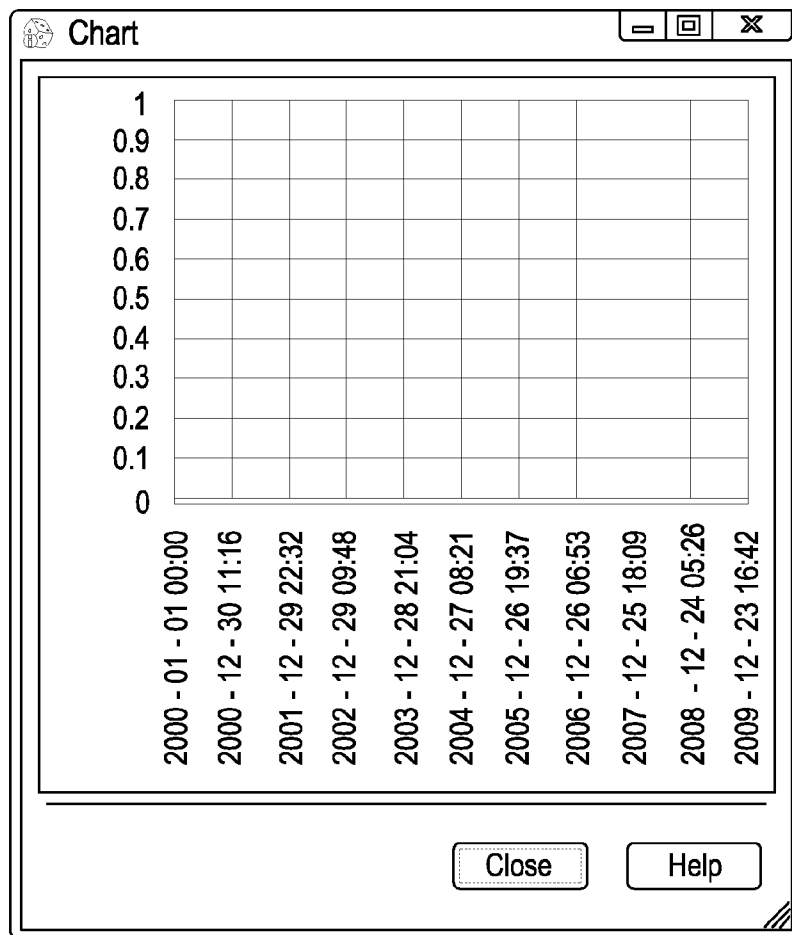 Chart
1
0.9
0.8
0.7
0.6
0.5
0.4
0.3
0.2
0.1
0
2000 - 01 - 01 00:00
2000 - 12 - 30 11:16
2001 - 12 - 29 22:32
2002 - 12 - 29 09:48
2003 - 12 - 28 21:04
2004 - 12 - 27 08:21
2005 - 12 - 26 19:37
2006 - 12 - 26 06:53
2007 - 12 - 25 18:09
2008 - 12 - 24 05:26
2009 - 12 - 23 16:42
Close
Help